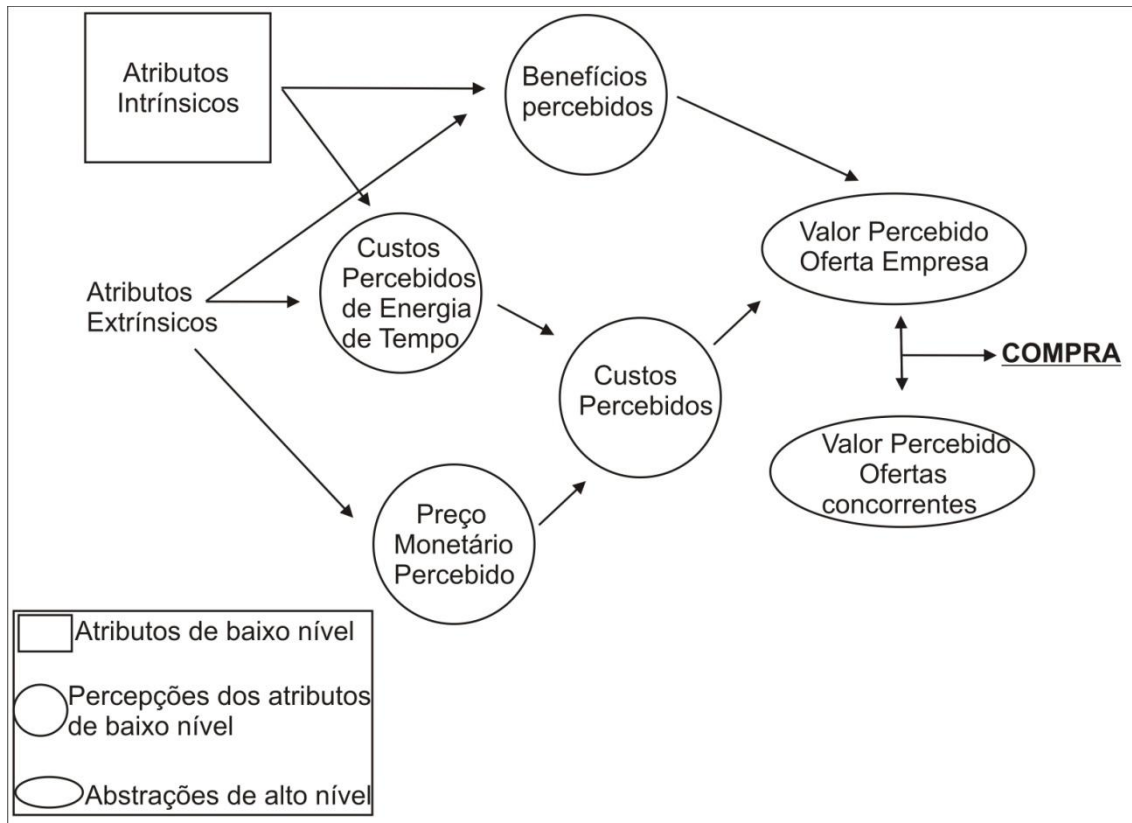 Atributos
Intrínsicos
Benefícios
percebidos
Custos
Percebidos
de Energia
de Tempo
Atributos
Extrínsicos
Valor Percebido
Oferta Empresa
COMPRA
Custos
Percebidos
Valor Percebido
Ofertas
concorrentes
Preço
Monetário
Percebido
Atributos de baixo nível
Percepções dos atributos
de baixo nível
Abstrações de alto nível